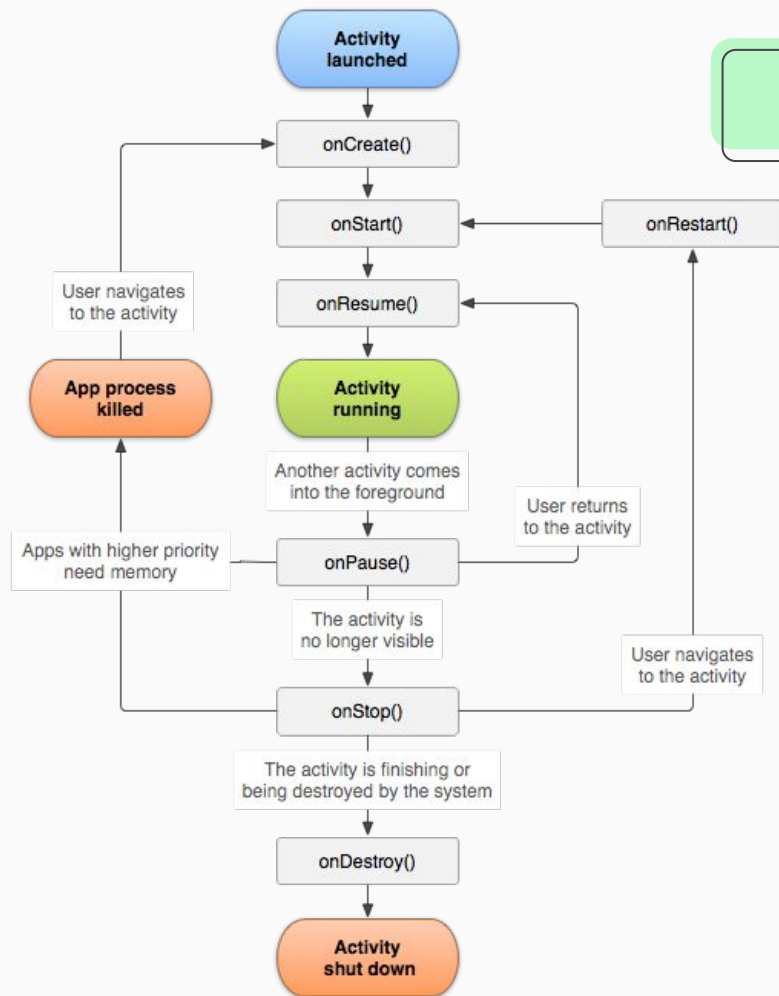 Activity
launched
onCreate()
onStart()
onRestart()
User navigates
to the activity
onResume()
App process
killed
Activity
running
Another activity comes
into the foreground
User returns
to the activity
Apps with higher priority
need memory
onPause()
The activity is
no longer visible
User navigates
to the activity
onStop()
The activity is finishing or
being destroyed by the system
onDestroy()
Activity
shut down